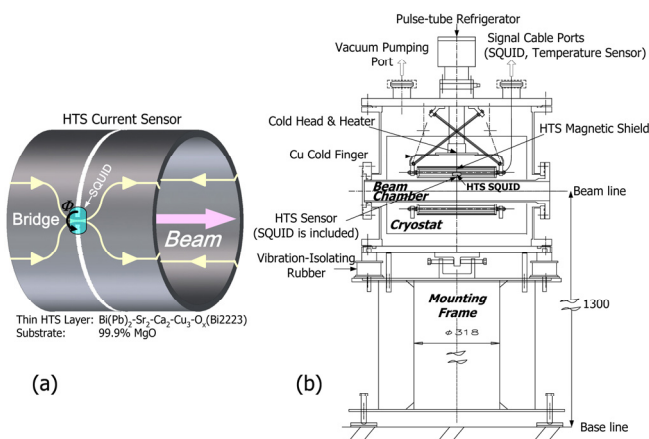 HTS Current Sensor
SQUID
Φ
Bridge
Beam
Thin HTS Layer: Bi(Pb)₂-Sr₂-Ca₂-Cu₃-Oₓ(Bi2223)
Substrate: 99.9% MgO
(a)
Pulse-tube Refrigerator
Vacuum Pumping
Port
Signal Cable Ports
(SQUID, Temperature Sensor)
Cold Head & Heater
HTS Magnetic Shield
Cu Cold Finger
Beam
Chamber
HTS SQUID
Beam line
HTS Sensor
(SQUID is included)
Cryostat
Vibration-Isolating
Rubber
Mounting
Frame
Φ318
1300
(b)
Base line